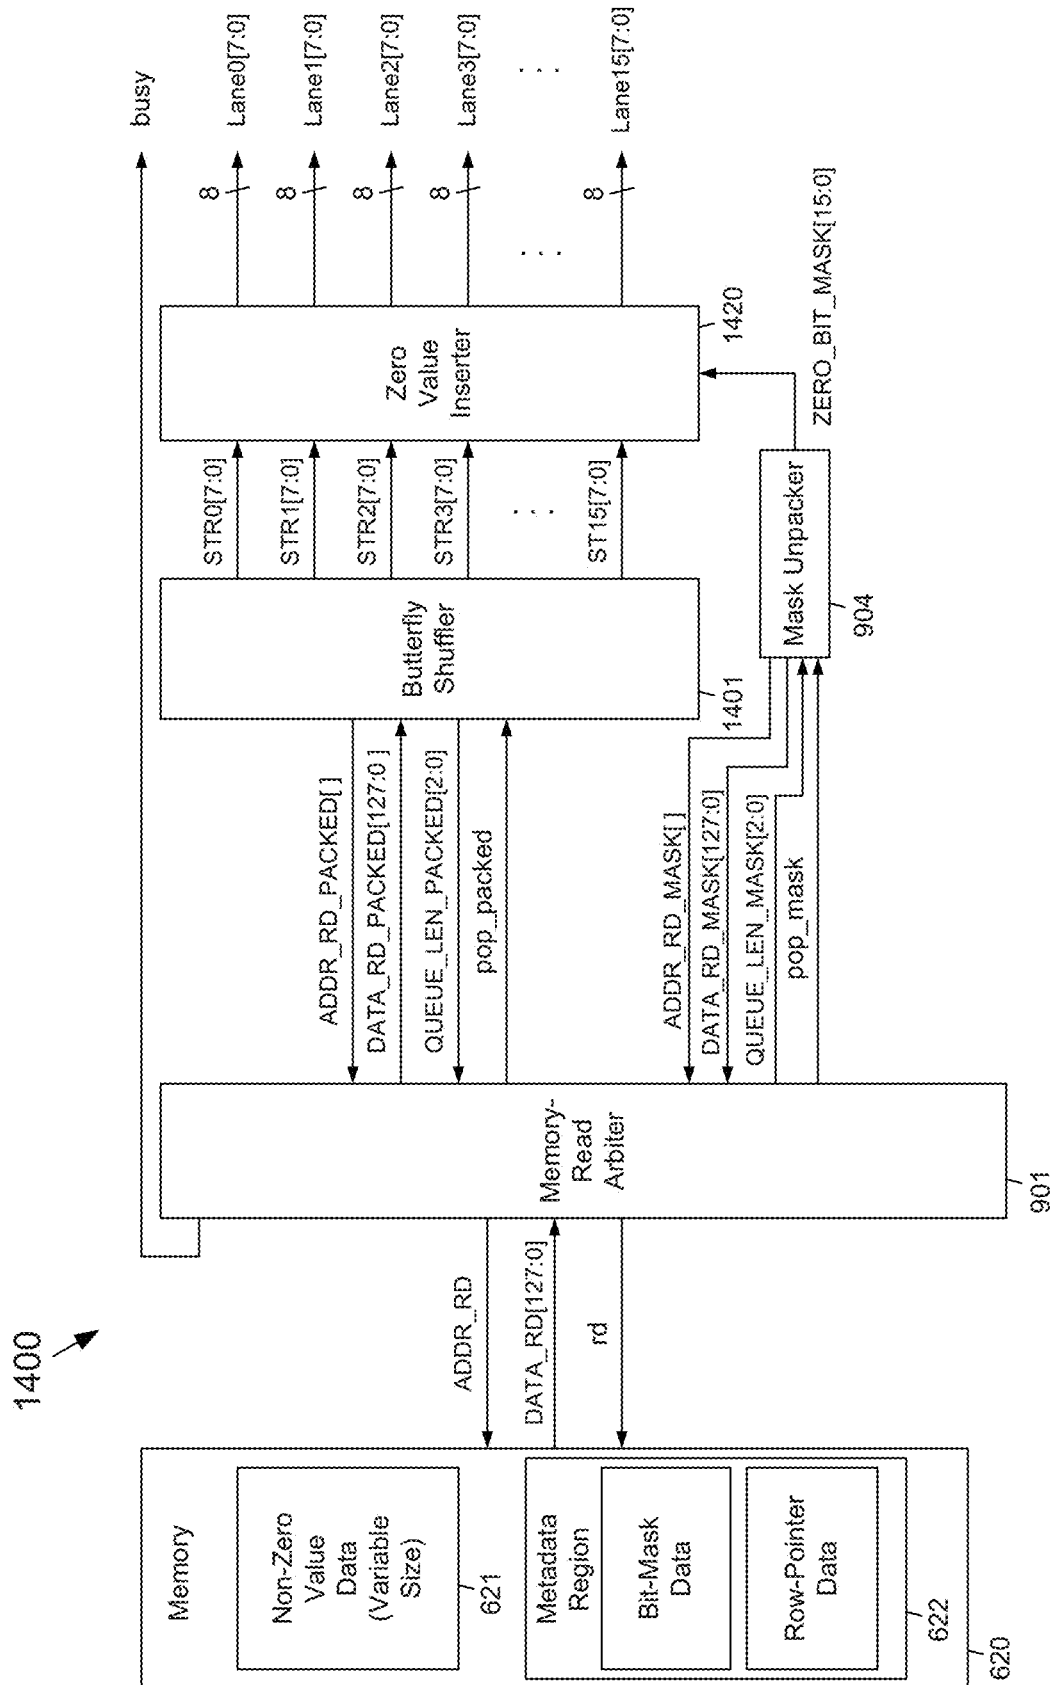 1400
Memory
Non-Zero
Value
Data
(Variable
Size)
621
Metadata
Region
Bit-Mask
Data
Row-Pointer
Data
622
620
ADDR_RD
DATA_RD[127:0]
rd
Memory-
Read
Arbiter
901
ADDR_RD_PACKED[ ]
DATA_RD_PACKED[127:0 ]
QUEUE_LEN_PACKED[2:0]
pop_packed
ADDR_RD_MASK[ ]
DATA_RD_MASK[127:0]
QUEUE_LEN_MASK[2:0]
pop_mask
Butterfly
Shuffler
1401
Mask Unpacker
904
STR0[7:0]
STR1[7:0]
STR2[7:0]
STR3[7:0]
. . .
ST15[7:0]
Zero
Value
Inserter
1420
ZERO_BIT_MASK[15:0]
8
8
8
8
. . .
8
busy
Lane0[7:0]
Lane1[7:0]
Lane2[7:0]
Lane3[7:0]
. . .
Lane15[7:0]